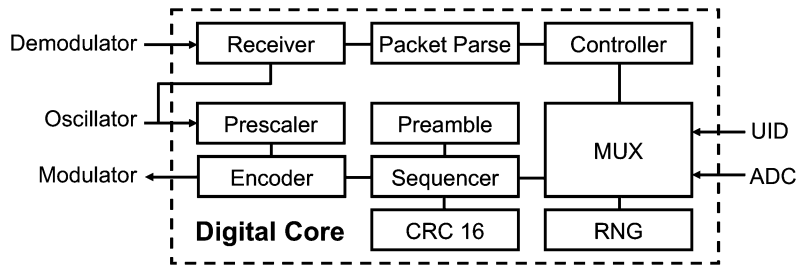 Demodulator
Receiver
Packet Parse
Controller
Oscillator
Prescaler
Preamble
MUX
UID
Modulator
Encoder
Sequencer
ADC
Digital Core
CRC 16
RNG